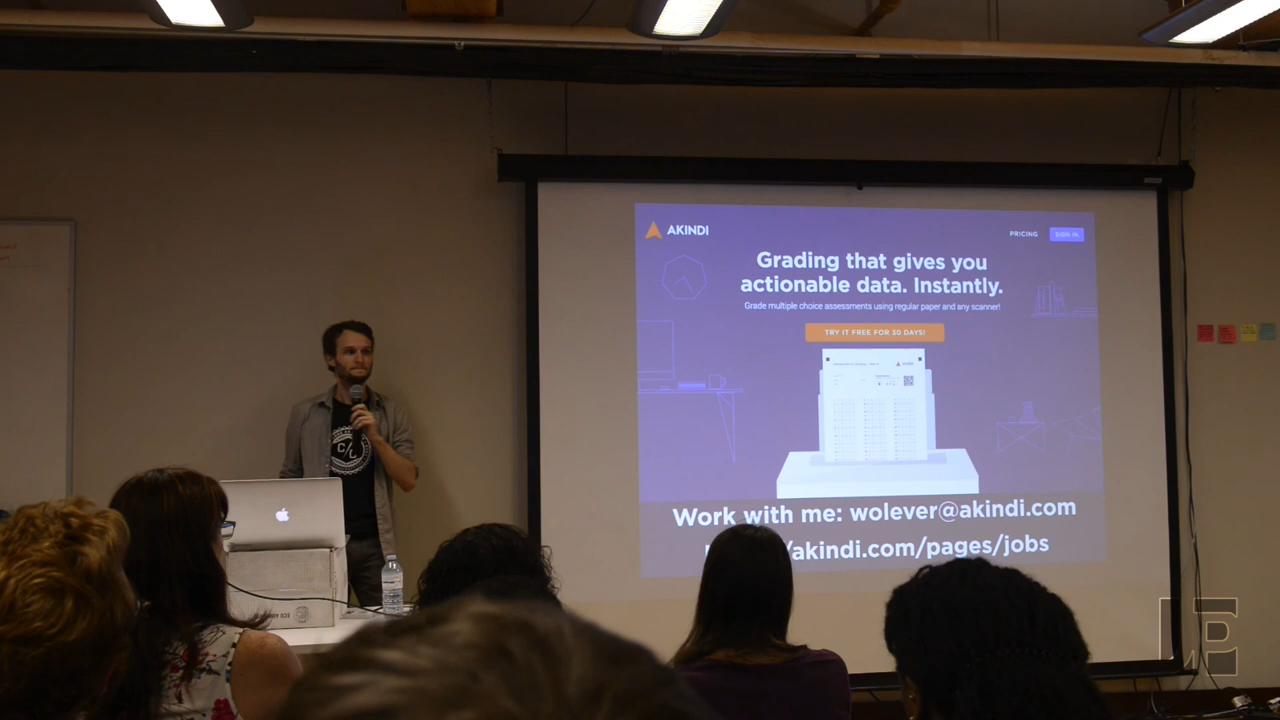 AKINDI
PRICING
SIGN IN
Grading that gives you
actionable data. Instantly.
Grade multiple choice assessments using regular paper and any scanner!
TRY IT FREE FOR 30 DAYS!
Work with me: wolever@akindi.com
/akindi.com/pages/jobs
C/L